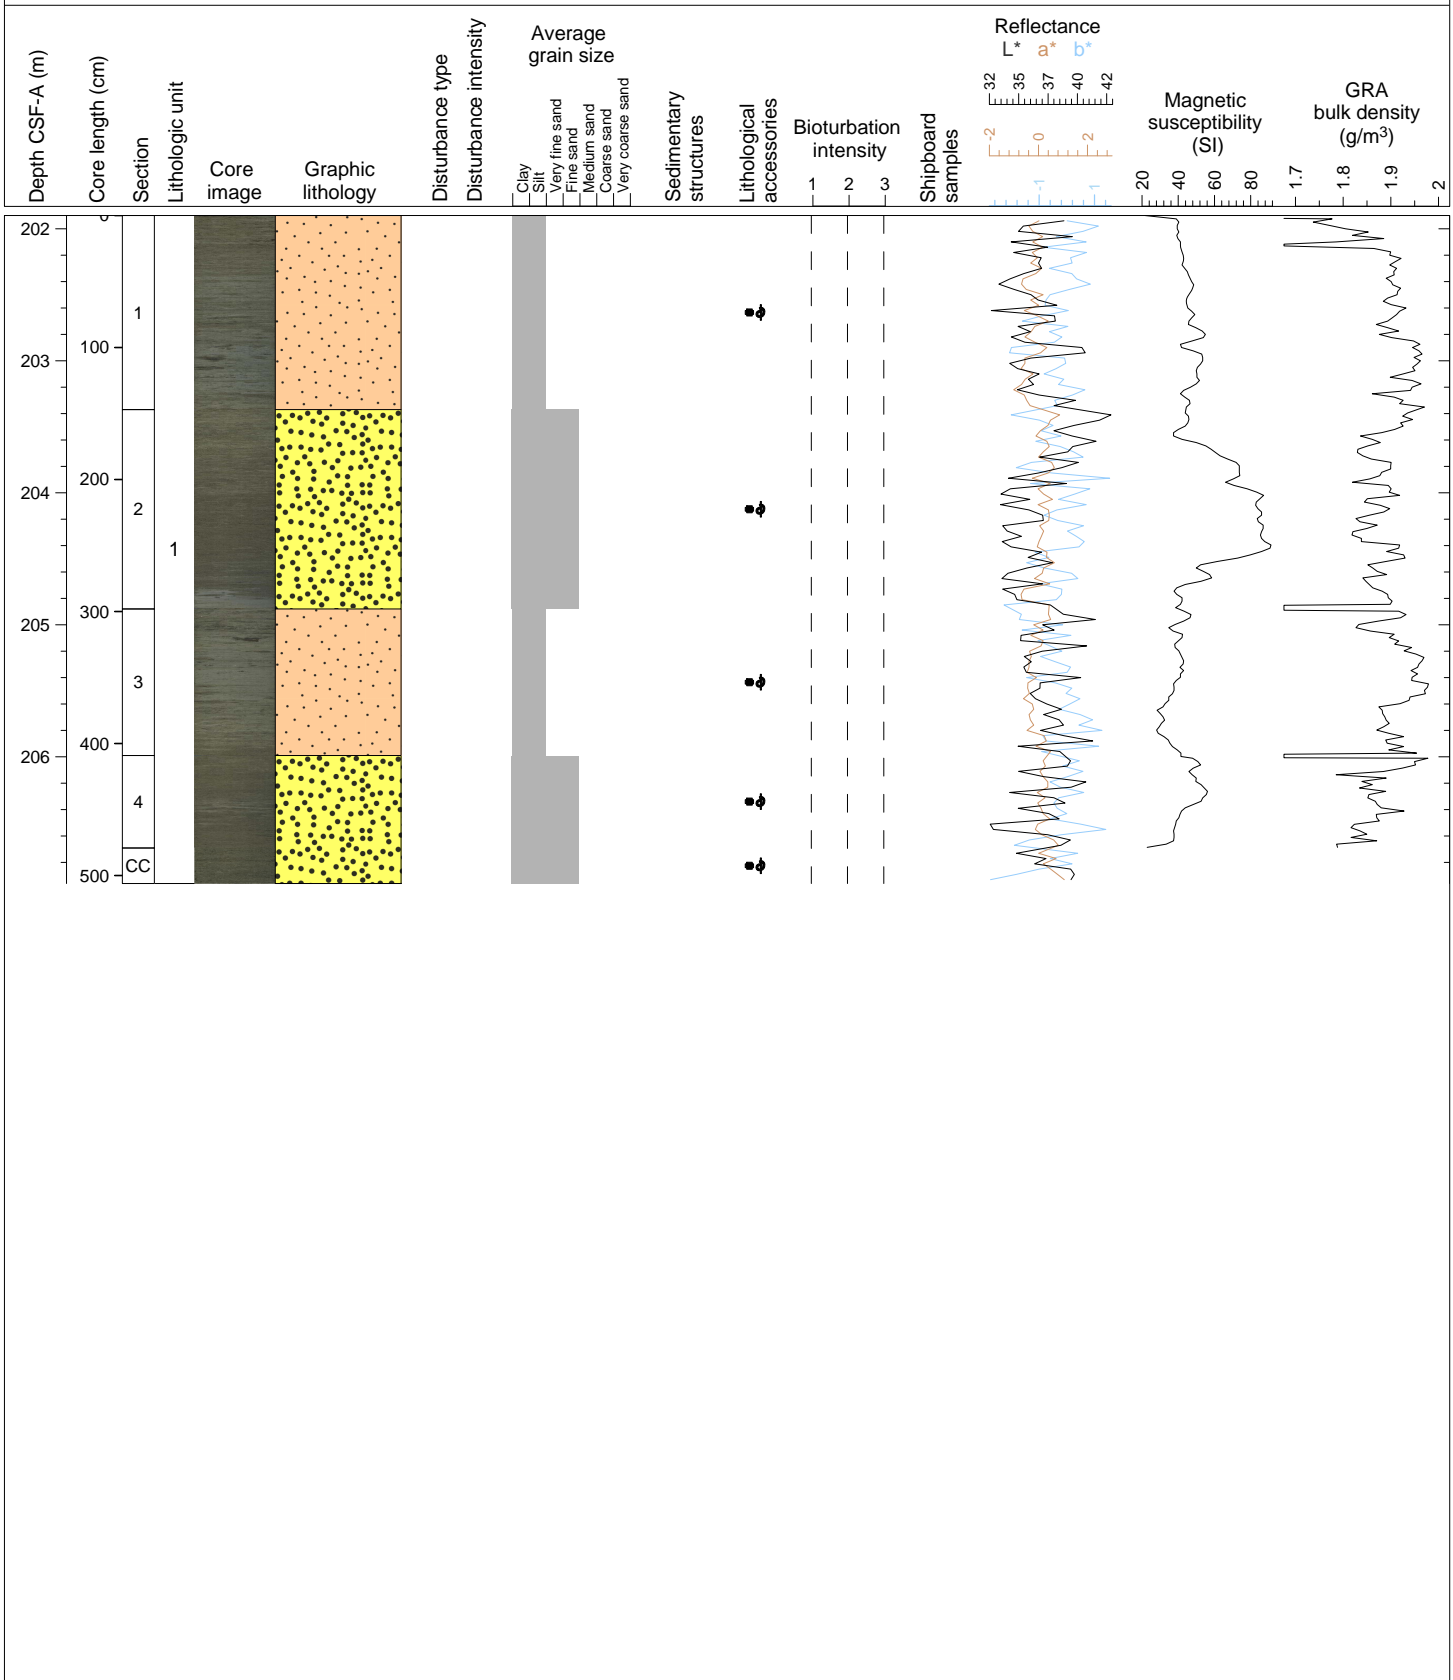 Depth CSF-A (m)
Core length (cm)
Section
Lithologic unit
Core
image
Graphic
lithology
Disturbance type
Disturbance intensity
Average
grain size
Clay
Silt
Very fine sand
Fine sand
Medium sand
Coarse sand
Very coarse sand
Sedimentary
structures
Lithological
accessories
Bioturbation
intensity
1 2 3
Shipboard
samples
Reflectance
L* a* b*
32 35 37 40 42
-2 0 2
-1 1
Magnetic
susceptibility
(SI)
20 40 60 80
GRA
bulk density
(g/m³)
1.7 1.8 1.9 2
202
203
204
205
206
0
100
200
300
400
500
1
2
3
4
CC
1